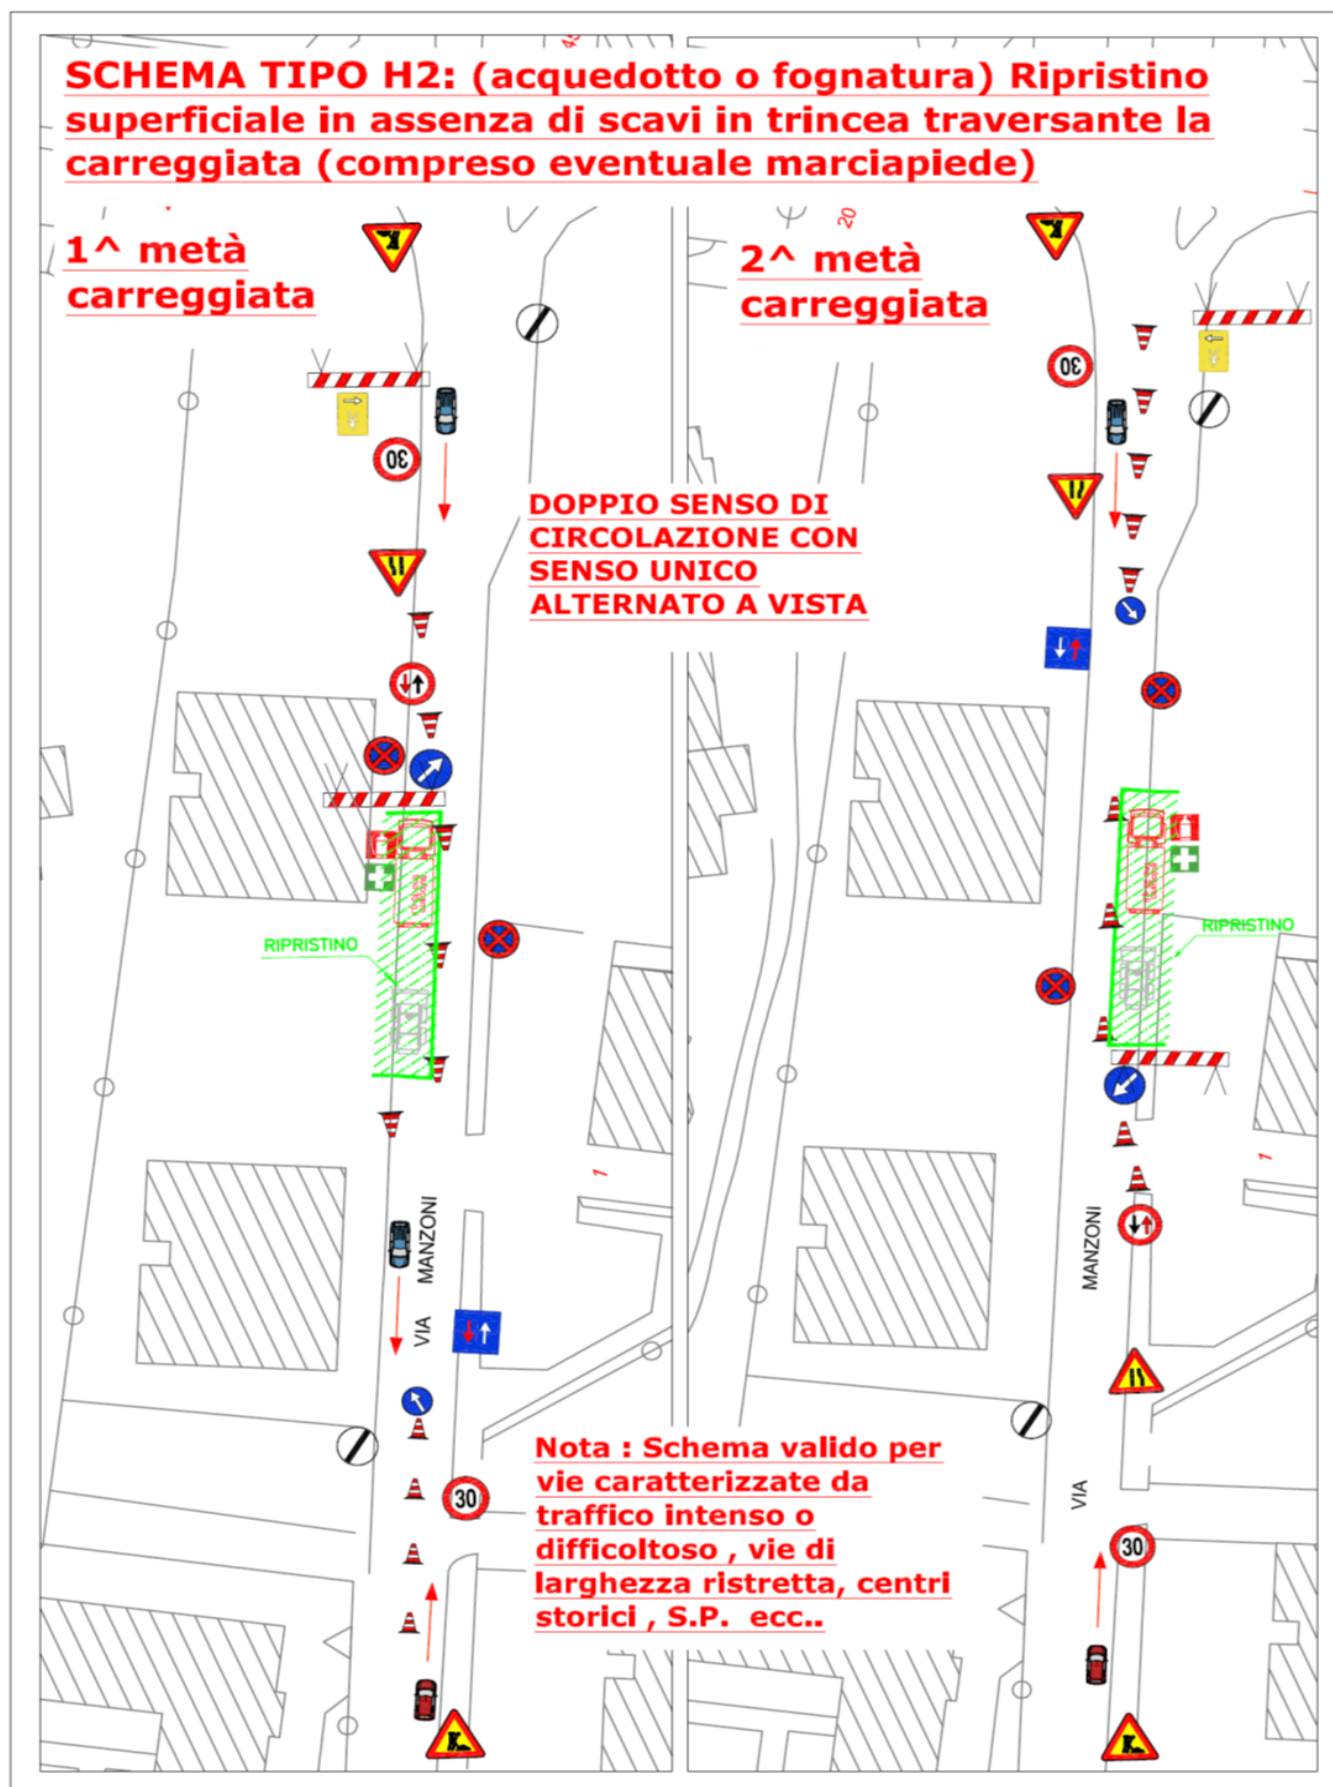 SCHEMA TIPO H2: (acquedotto o fognatura) Ripristino
superficiale in assenza di scavi in trincea traversante la
carreggiata (compreso eventuale marciapiede)
1^ metà
carreggiata
2^ metà
carreggiata
20
30
30
DOPPIO SENSO DI
CIRCOLAZIONE CON
SENSO UNICO
ALTERNATO A VISTA
RIPRISTINO
RIPRISTINO
1
1
VIA MANZONI
VIA MANZONI
30
30
Nota : Schema valido per
vie caratterizzate da
traffico intenso o
difficoltoso , vie di
larghezza ristretta, centri
storici , S.P. ecc..